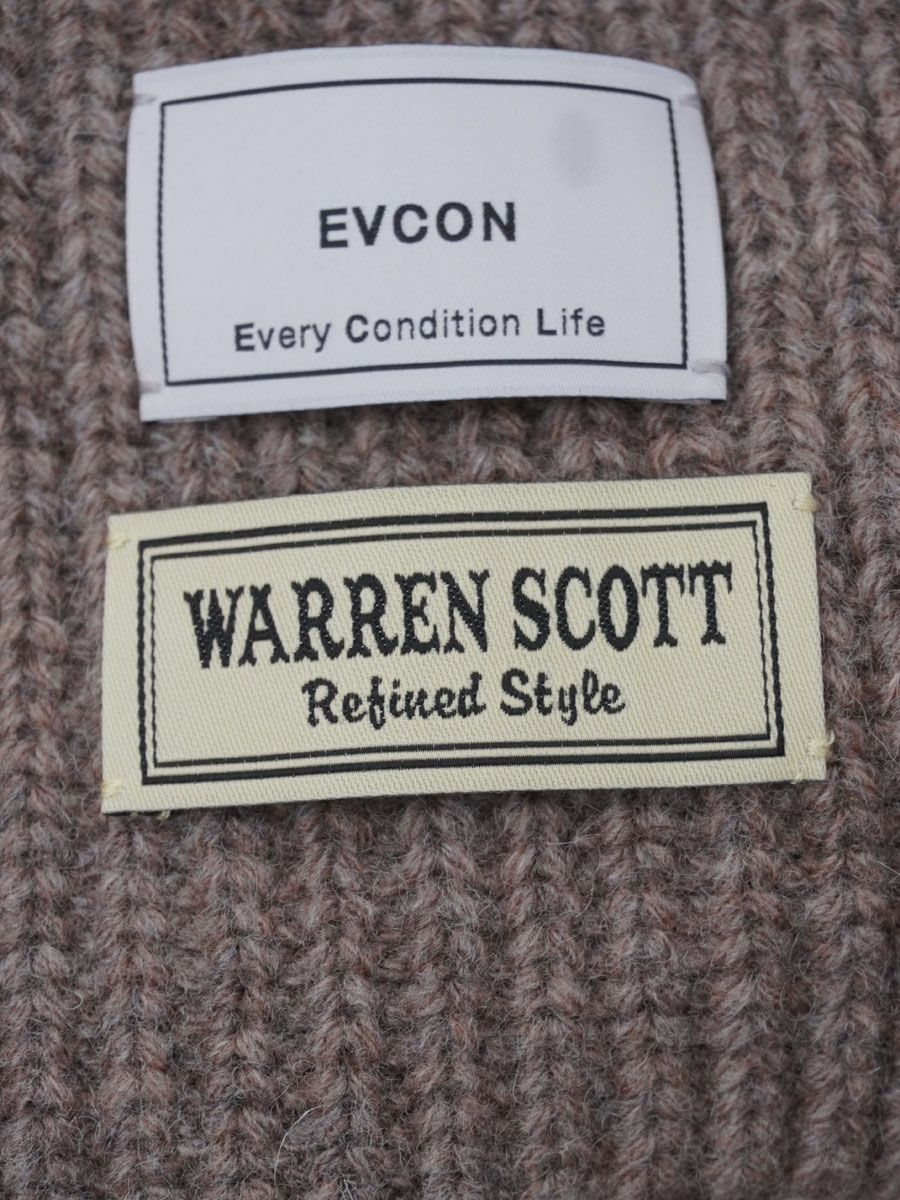 EVCON
Every Condition Life
WARREN SCOTT
Refined Style